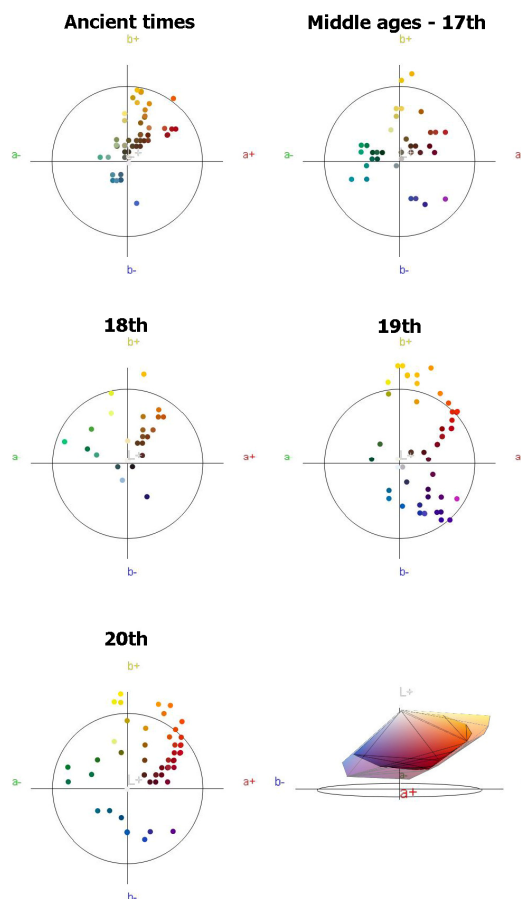 Ancient times
Middle ages - 17th
b+
b+
a-
L+
a+
a-
L+
a
b-
b-
18th
19th
b+
b+
a
L+
a+
a
L+
a
b-
b-
20th
b+
L+
a-
L+
a+
b-
a+
b-